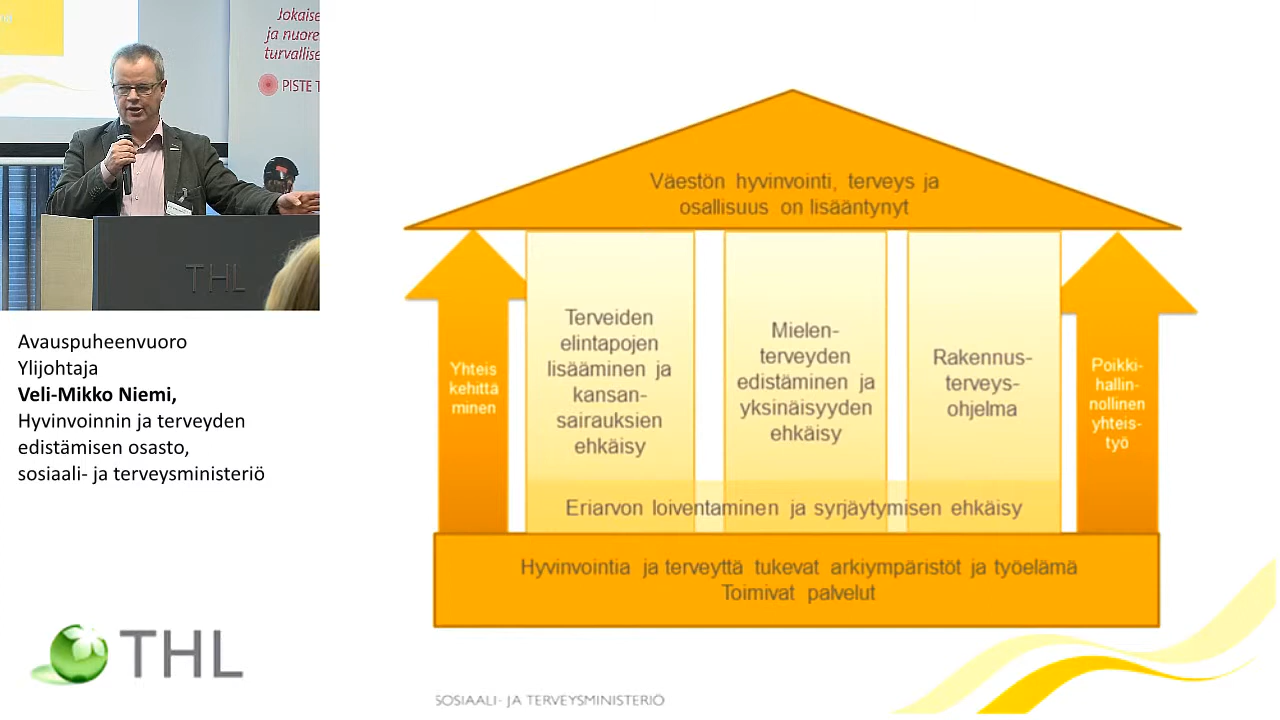 Jokaise
ja nuore
turvallise
PISTE T
THL
Avauspuheenvuoro
Ylijohtaja
Veli-Mikko Niemi,
Hyvinvoinnin ja terveyden
edistämisen osasto,
sosiaali- ja terveysministeriö
THL
Väestön hyvinvointi, terveys ja
osallisuus on lisääntynyt
Yhteis
kehittä
minen
Terveiden
elintapojen
lisääminen ja
kansan-
sairauksien
ehkäisy
Mielen-
terveyden
edistäminen ja
yksinäisyyden
ehkäisy
Rakennus-
terveys-
ohjelma
Poikki-
hallin-
nollinen
yhteis-
työ
Eriarvon loiventaminen ja syrjäytymisen ehkäisy
Hyvinvointia ja terveyttä tukevat arkiympäristöt ja työelämä
Toimivat palvelut
SOSIAALI- JA TERVEYSMINISTERIÖ